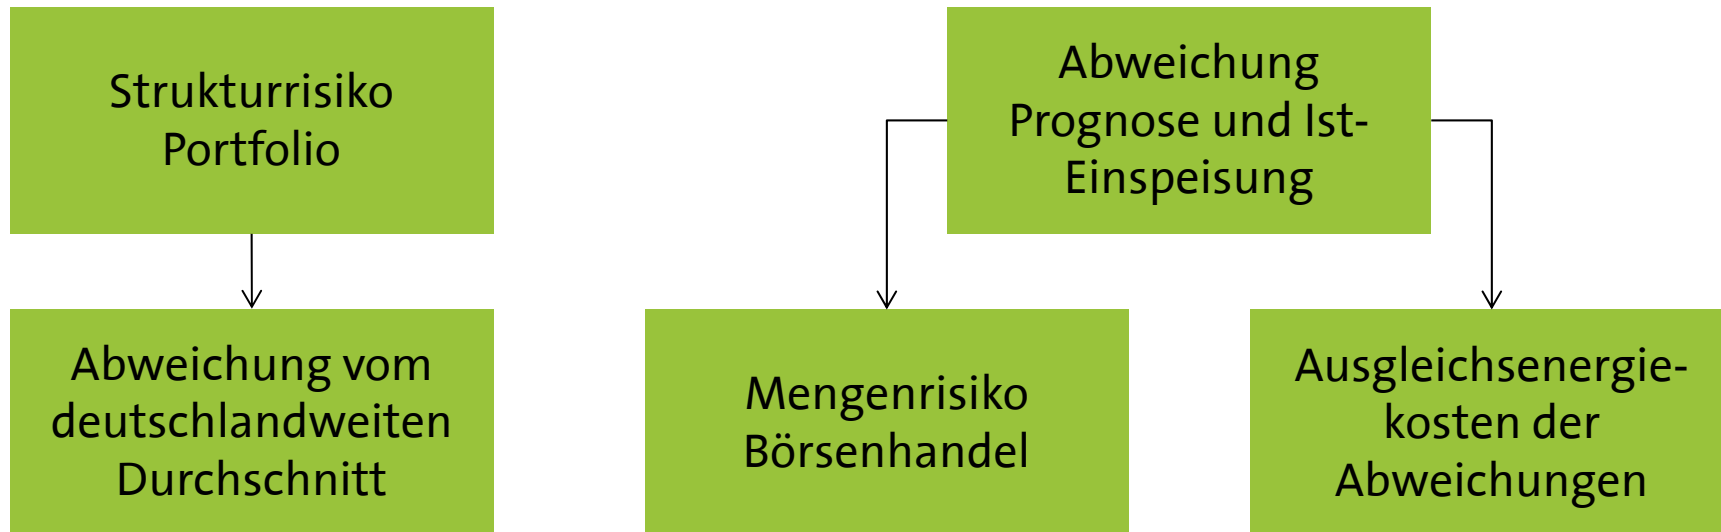 Strukturrisiko
Portfolio
Abweichung
Prognose und Ist-
Einspeisung
Abweichung vom
deutschlandweiten
Durchschnitt
Mengenrisiko
Börsenhandel
Ausgleichsenergie-
kosten der
Abweichungen